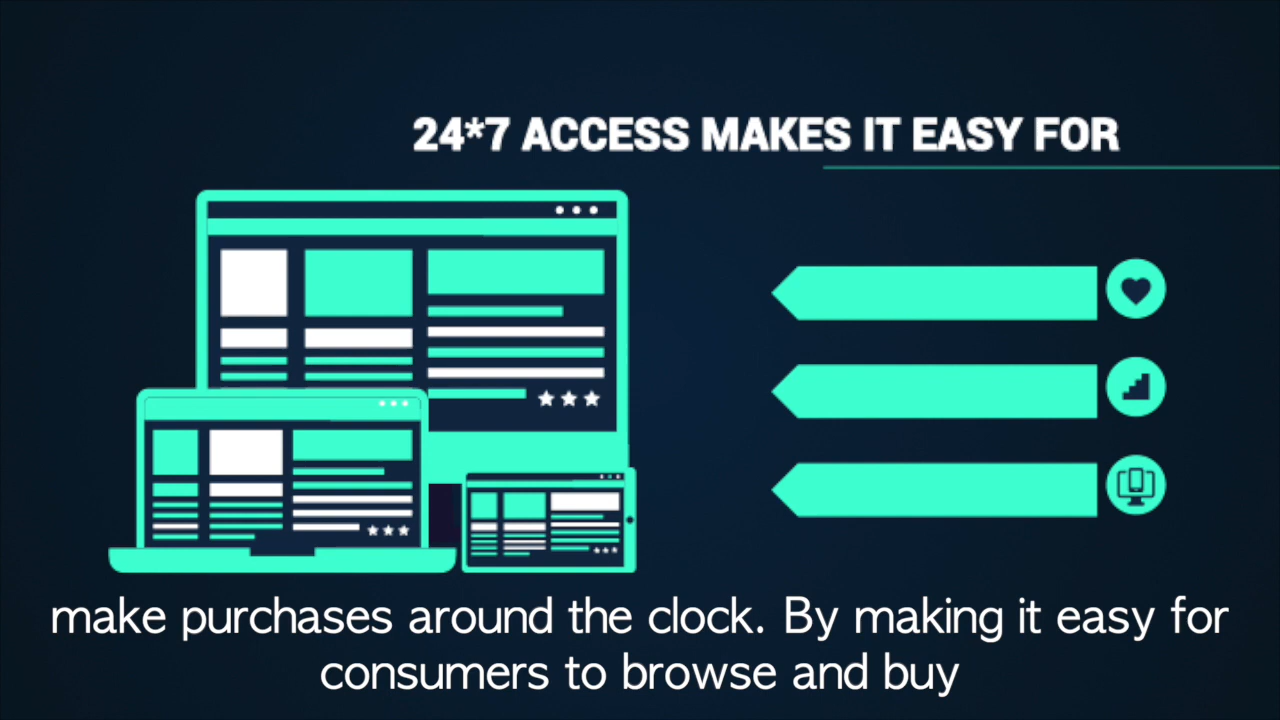 24*7 ACCESS MAKES IT EASY FOR
make purchases around the clock. By making it easy for
consumers to browse and buy